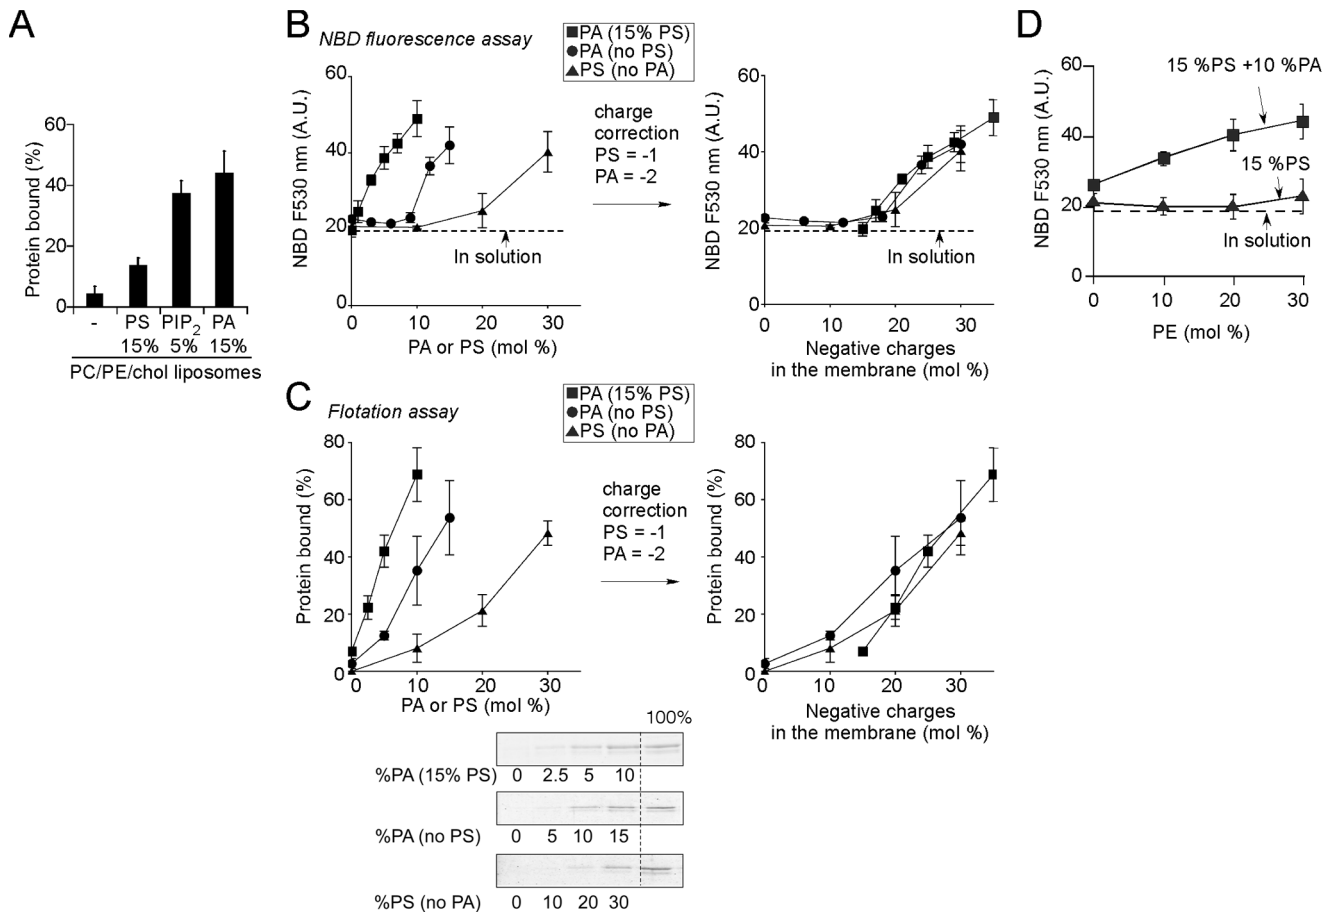 A
Protein bound (%)
60
40
20
0
- PS PIP2 PA
15% 5% 15%
PC/PE/chol liposomes
B
NBD fluorescence assay
PA (15% PS)
PA (no PS)
PS (no PA)
NBD F530 nm (A.U.)
60
40
20
0
In solution
0 10 20 30
PA or PS (mol %)
charge
correction
PS = -1
PA = -2
NBD F530 nm (A.U.)
60
40
20
0
In solution
0 10 20 30
Negative charges
in the membrane (mol %)
D
NBD F530 nm (A.U.)
60
40
20
0
15 %PS +10 %PA
15 %PS
In solution
0 10 20 30
PE (mol %)
C
Flotation assay
PA (15% PS)
PA (no PS)
PS (no PA)
Protein bound (%)
80
60
40
20
0
0 10 20 30
PA or PS (mol %)
charge
correction
PS = -1
PA = -2
Protein bound (%)
80
60
40
20
0
0 10 20 30
Negative charges
in the membrane (mol %)
100%
%PA (15% PS) 0 2.5 5 10
%PA (no PS) 0 5 10 15
%PS (no PA) 0 10 20 30